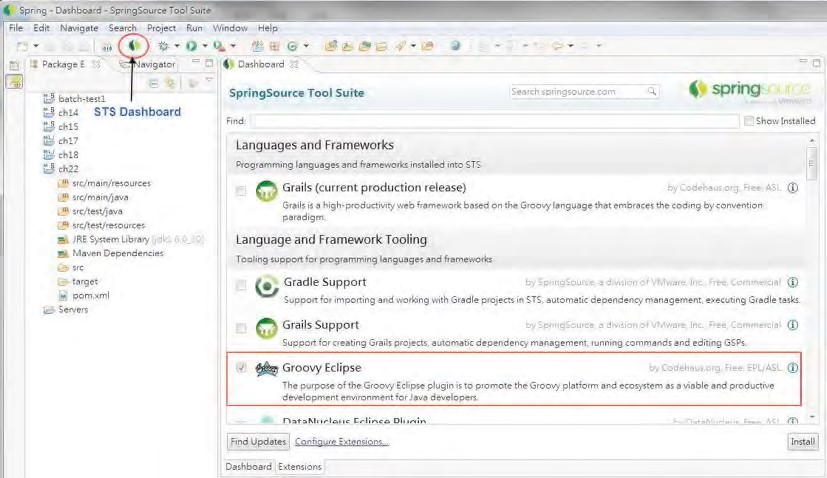 Spring - Dashboard - SpringSource Tool Suite
File Edit Navigate Search Project Run Window Help
Package E
Navigator
STS Dashboard
batch-test1
ch14
ch15
ch17
ch18
ch22
src/main/resources
src/main/java
src/test/java
src/test/resources
JRE System Library
Maven Dependencies
src
target
pom.xml
Servers
Dashboard
SpringSource Tool Suite
Search springsource.com
springsource
Find:
Show Installed
Languages and Frameworks
Programming languages and frameworks installed into STS
Grails (current production release)
by Codehaus.org, Free, ASL
Grails is a high-productivity web framework based on the Groovy language that embraces the coding by convention
paradigm.
Language and Framework Tooling
Tooling support for programming languages and frameworks
Gradle Support
by SpringSource, a division of VMware, Inc., Free, Commercial
Support for importing and working with Gradle projects in STS, automatic dependency management, executing Gradle tasks
Grails Support
by SpringSource, a division of VMware, Inc., Free, Commercial
Support for creating Grails projects, automatic dependency management, running commands and editing GSPs.
Groovy Eclipse
by Codehaus.org, Free, EPL/ASL
The purpose of the Groovy Eclipse plugin is to promote the Groovy platform and ecosystem as a viable and productive
development environment for Java developers.
DataNucleus Eclipse Plugin
by DataNucleus, Free, ASL
Find Updates
Configure Extensions...
Install
Dashboard
Extensions